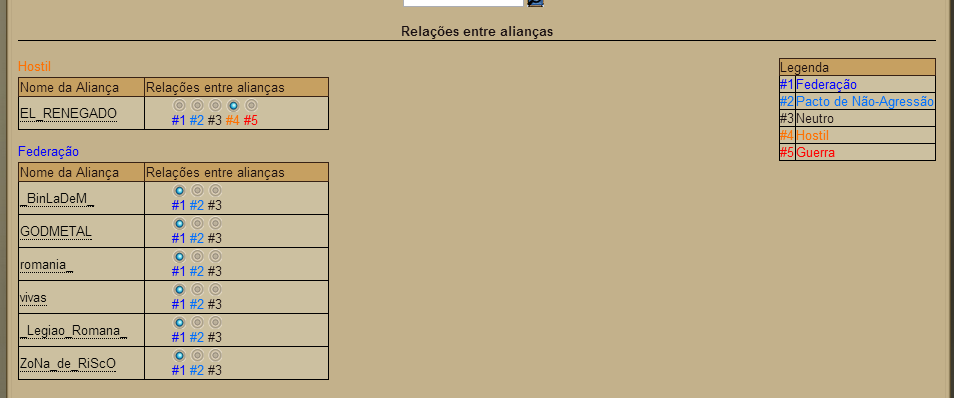 Relações entre alianças
Hostil
Nome da Aliança Relações entre alianças
EL_RENEGADO
#1 #2 #3 #4 #5
Federação
Nome da Aliança Relações entre alianças
_BinLaDeM_
#1 #2 #3
GODMETAL
#1 #2 #3
romania_
#1 #2 #3
vivas
#1 #2 #3
_Legiao_Romana_
#1 #2 #3
ZoNa_de_RiScO
#1 #2 #3
Legenda
#1 Federação
#2 Pacto de Não-Agressão
#3 Neutro
#4 Hostil
#5 Guerra